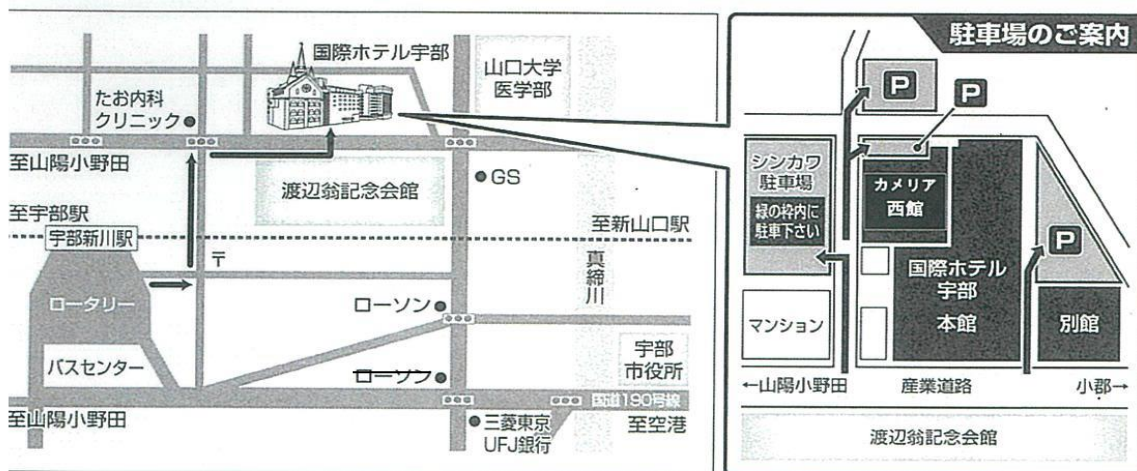 国際ホテル宇部
山口大学
医学部
たお内科
クリニック
至山陽小野田
渡辺翁記念会館
GS
至宇部駅
至新山口駅
宇部新川駅
〒
真締川
ロータリー
ローソン
バスセンター
ローソン
宇部
市役所
国道190号線
至山陽小野田
三菱東京
UFJ銀行
至空港
駐車場のご案内
P
P
シンカワ
駐車場
緑の枠内に
駐車下さい
カメリア
西館
P
国際ホテル
宇部
本館
マンション
別館
←山陽小野田
産業道路
小郡→
渡辺翁記念会館